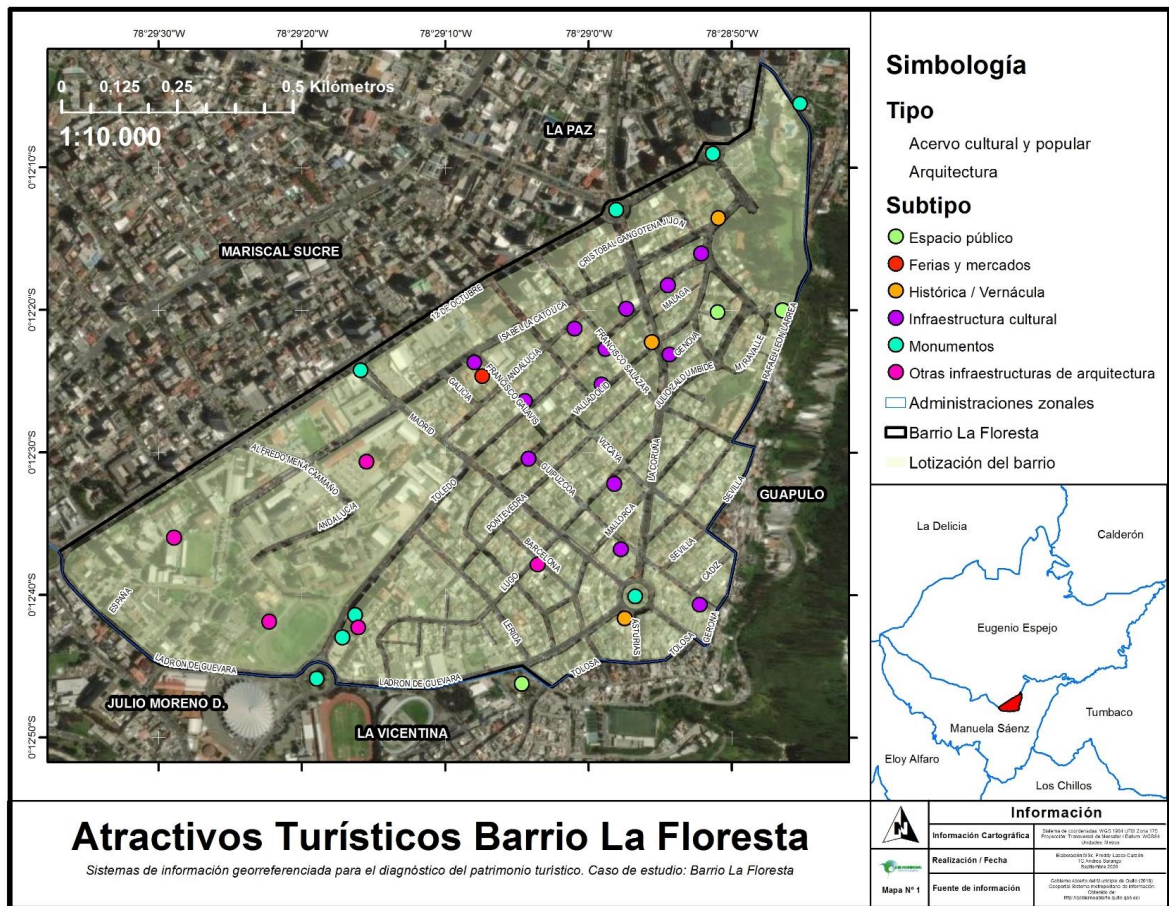 78°29'30"W
78°29'20"W
78°29'10"W
78°29'0"W
78°28'50"W
0 0,125 0,25 0,5 Kilómetros
1:10.000
0°12'10"S
0°12'20"S
0°12'30"S
0°12'40"S
0°12'50"S
LA PAZ
MARISCAL SUCRE
GUAPULO
JULIO MORENO D.
LA VICENTINA
CRISTOBAL GANGOTENA JIJON
12 DE OCTUBRE
ISABEL LA CATOLICA
MALAGA
FRANCISCO SALAZAR
GENOVA
ANDALUCIA
FRANCISCO GALAVIS
GALICIA
VALLADOLID
JULIO ZALDUMBIDE
MIRAVALLE
RAFAEL LEON LARREA
MADRID
VIZCAYA
LA CORUÑA
ALFREDO MENA CAAMAÑO
TOLEDO
GUIPUZCOA
SEVILLA
ANDALUCIA
PONTEVEDRA
MALLORCA
BARCELONA
SEVILLA
CADIZ
LUGO
ESPAÑA
LERIDA
ASTURIAS
TOLOSA
GERONA
LADRON DE GUEVARA
LADRON DE GUEVARA
TOLOSA
Simbología
Tipo
Acervo cultural y popular
Arquitectura
Subtipo
Espacio público
Ferias y mercados
Histórica / Vernácula
Infraestructura cultural
Monumentos
Otras infraestructuras de arquitectura
Administraciones zonales
Barrio La Floresta
Lotización del barrio
La Delicia
Calderón
Eugenio Espejo
Tumbaco
Manuela Sáenz
Eloy Alfaro
Los Chillos
Atractivos Turísticos Barrio La Floresta
Sistemas de información georreferenciada para el diagnóstico del patrimonio turístico. Caso de estudio: Barrio La Floresta
N
Mapa N° 1
Información
Información Cartográfica
Unidades: Metros
Realización / Fecha
Septiembre 2020
Fuente de información